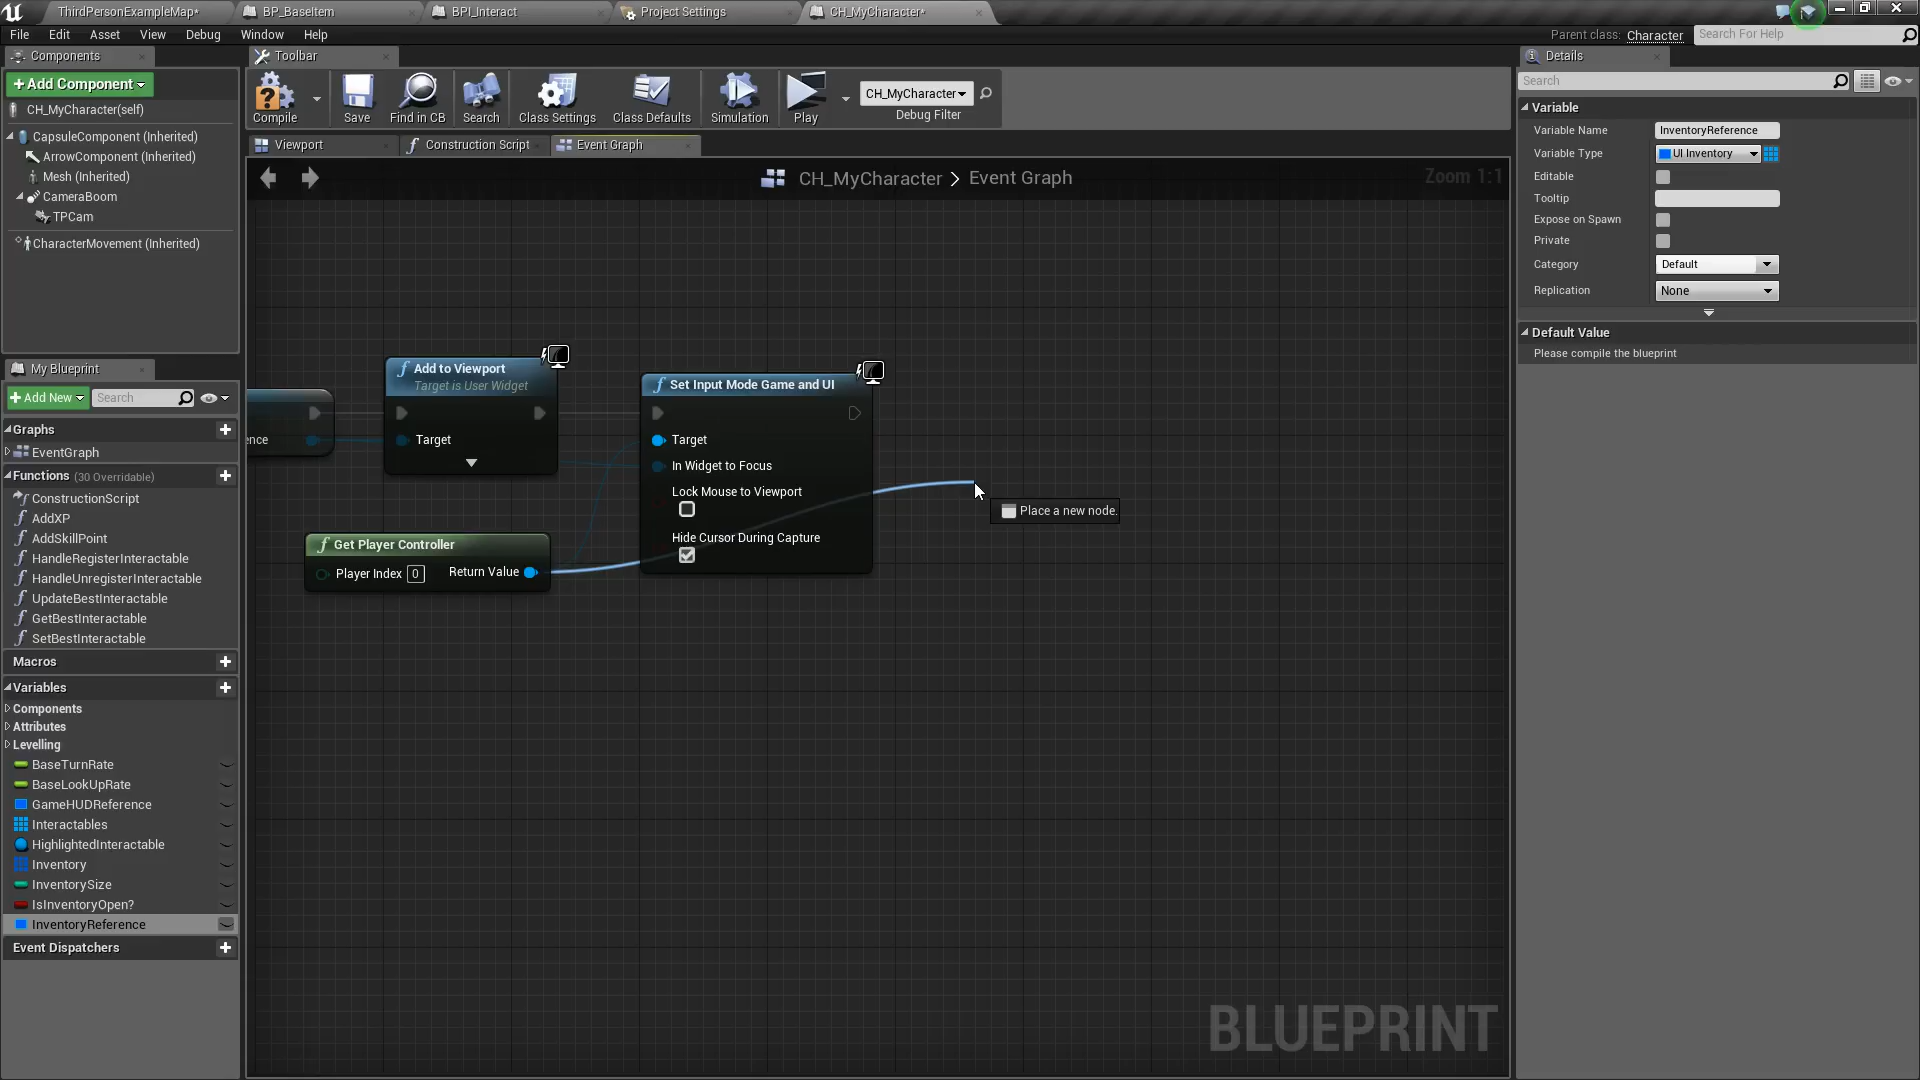 ThirdPersonExampleMap*
BP_BaseItem
BPI_Interact
Project Settings
CH_MyCharacter*
File Edit Asset View Debug Window Help
Parent class: Character
Search For Help
Components
Toolbar
Details
+ Add Component
CH_MyCharacter(self)
CapsuleComponent (Inherited)
ArrowComponent (Inherited)
Mesh (Inherited)
CameraBoom
TPCam
CharacterMovement (Inherited)
Compile
Save
Find in CB
Search
Class Settings
Class Defaults
Simulation
Play
CH_MyCharacter
Debug Filter
Viewport
Construction Script
Event Graph
CH_MyCharacter > Event Graph
Zoom 1:1
Add to Viewport
Target is User Widget
Target
ence
Set Input Mode Game and UI
Target
In Widget to Focus
Lock Mouse to Viewport
Hide Cursor During Capture
Get Player Controller
Player Index 0
Return Value
Place a new node.
BLUEPRINT
My Blueprint
+ Add New
Search
Graphs
EventGraph
Functions (30 Overridable)
ConstructionScript
AddXP
AddSkillPoint
HandleRegisterInteractable
HandleUnregisterInteractable
UpdateBestInteractable
GetBestInteractable
SetBestInteractable
Macros
Variables
Components
Attributes
Levelling
BaseTurnRate
BaseLookUpRate
GameHUDReference
Interactables
HighlightedInteractable
Inventory
InventorySize
IsInventoryOpen?
InventoryReference
Event Dispatchers
Search
Variable
Variable Name InventoryReference
Variable Type UI Inventory
Editable
Tooltip
Expose on Spawn
Private
Category Default
Replication None
Default Value
Please compile the blueprint